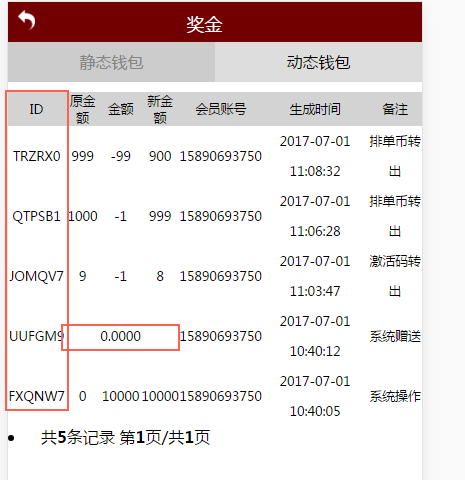 奖金
静态钱包 动态钱包
ID 原金额 金额 新金额 会员账号 生成时间 备注
TRZRX0 999 -99 900 15890693750 2017-07-01 11:08:32 排单币转出
QTPSB1 1000 -1 999 15890693750 2017-07-01 11:06:28 排单币转出
JOMQV7 9 -1 8 15890693750 2017-07-01 11:03:47 激活码转出
UUFGM9 0.0000 15890693750 2017-07-01 10:40:12 系统赠送
FXQNW7 0 10000 10000 15890693750 2017-07-01 10:40:05 系统操作
共5条记录 第1页/共1页